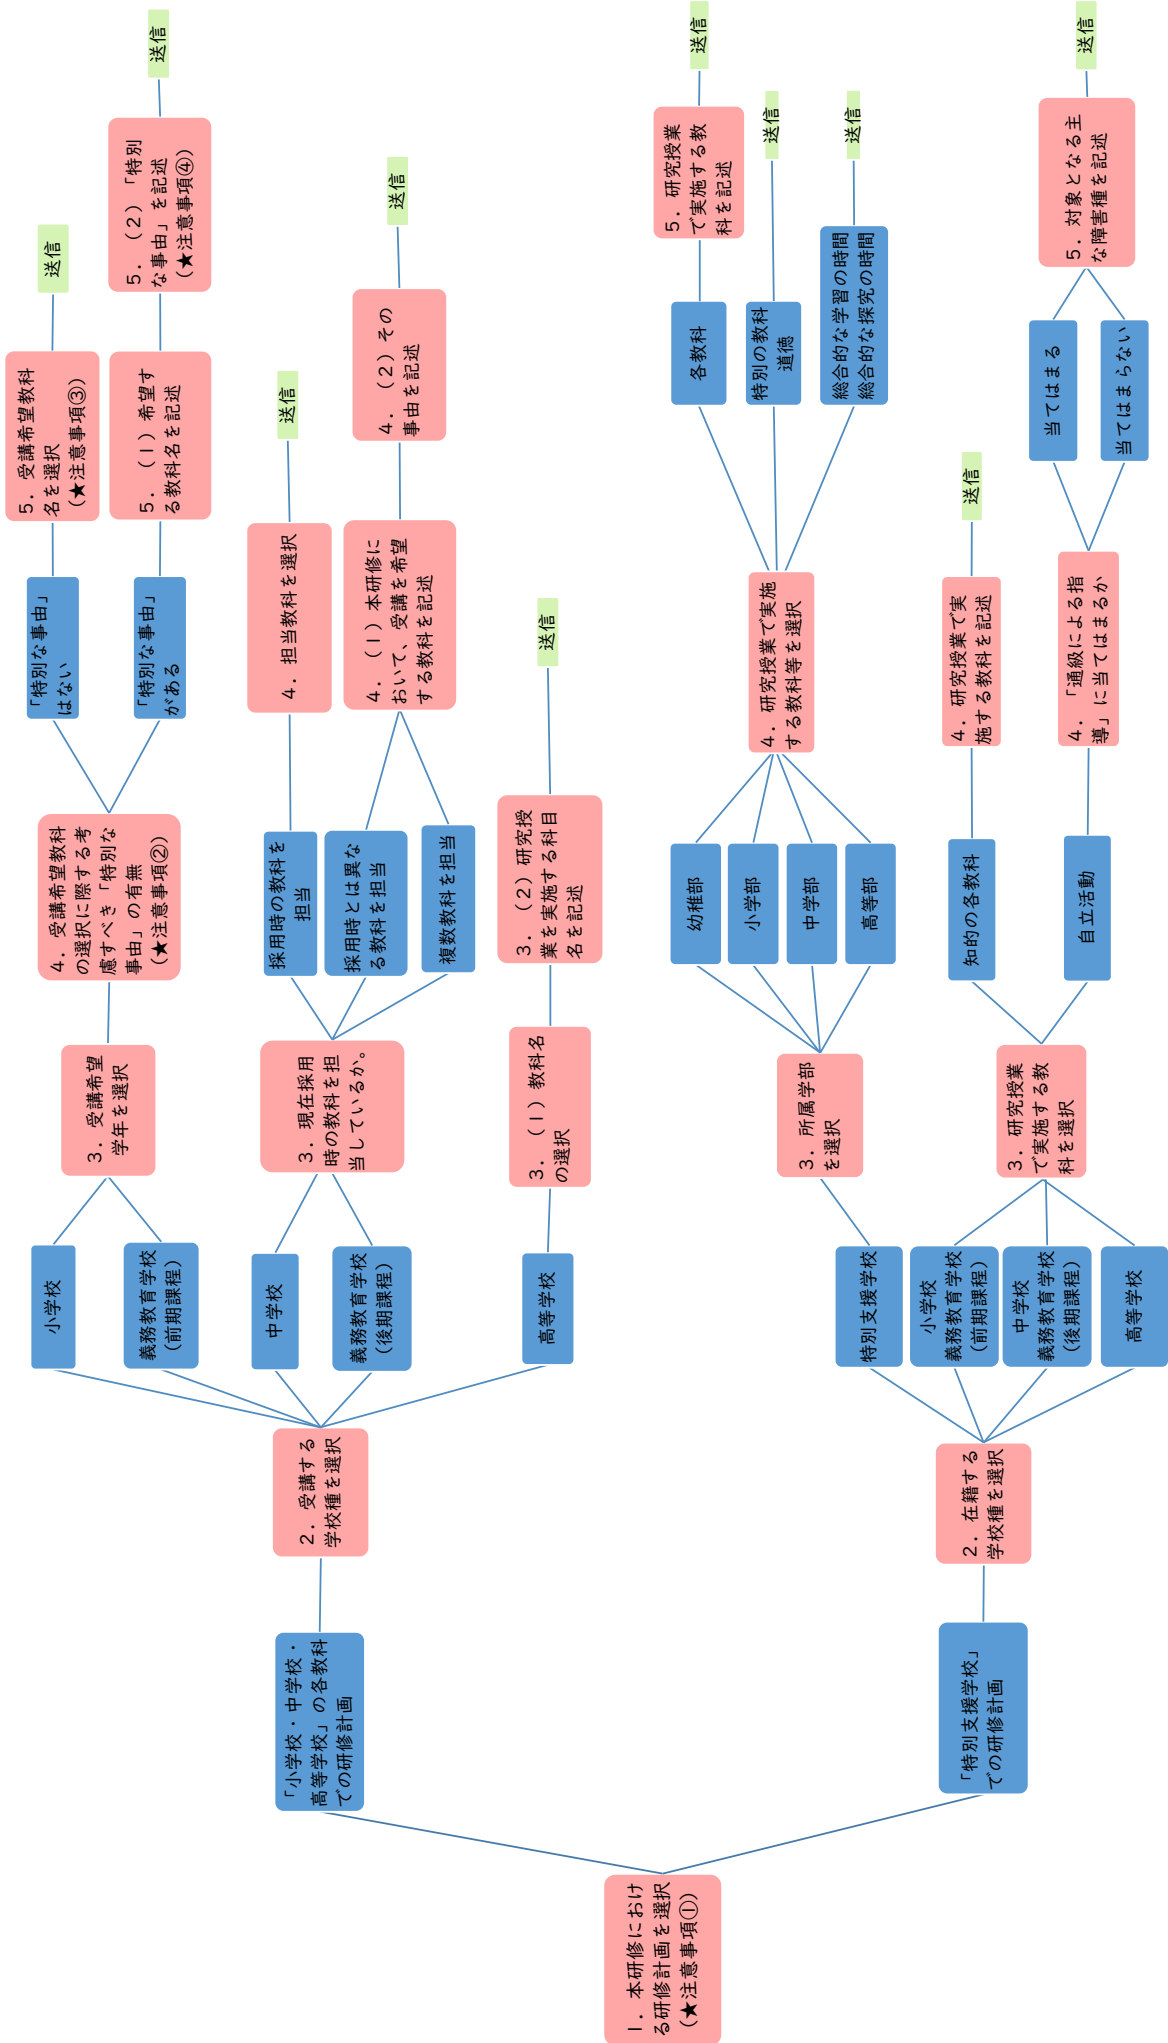 1．本研修におけ
る研修計画を選択
（★注意事項①）
「小学校・中学校・
高等学校」の各教科
での研修計画
2．受講する
学校種を選択
小学校
義務教育学校
（前期課程）
3．受講希望
学年を選択
4．受講希望教科
の選択に際する考
慮すべき「特別な
事由」の有無
（★注意事項②）
「特別な事由」
はない
5．受講希望教科
名を選択
（★注意事項③）
送信
「特別な事由」
がある
5．（1）希望す
る教科名を記述
5．（2）「特別
な事由」を記述
（★注意事項④）
送信
中学校
義務教育学校
（後期課程）
3．現在採用
時の教科を担
当しているか。
採用時の教科を
担当
4．担当教科を選択
送信
採用時とは異な
る教科を担当
複数教科を担当
4．（1）本研修に
おいて、受講を希望
する教科を記述
4．（2）その
事由を記述
送信
高等学校
3．（1）教科名
の選択
3．（2）研究授
業を実施する科目
名を記述
送信
「特別支援学校」
での研修計画
2．在籍する
学校種を選択
特別支援学校
3．所属学部
を選択
幼稚部
小学部
中学部
高等部
4．研究授業で実施
する教科等を選択
各教科
5．研究授業
で実施する教
科を記述
送信
特別の教科
道徳
送信
総合的な学習の時間
総合的な探究の時間
送信
小学校
義務教育学校
（前期課程）
中学校
義務教育学校
（後期課程）
高等学校
3．研究授業
で実施する教
科を選択
知的の各教科
4．研究授業で実
施する教科を記述
送信
自立活動
4．「通級による指
導」に当てはまるか
当てはまる
当てはまらない
5．対象となる主
な障害種を記述
送信